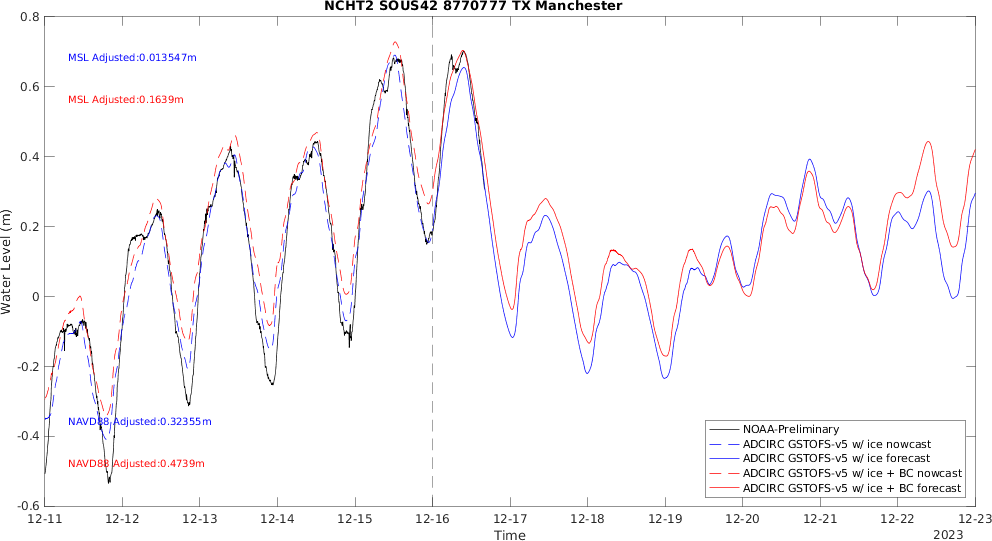 NCHT2 SOUS42 8770777 TX Manchester
0.8
0.6
0.4
0.2
0
-0.2
-0.4
-0.6
Water Level (m)
MSL Adjusted:0.013547m
MSL Adjusted:0.1639m
NAVD88 Adjusted:0.32355m
NAVD88 Adjusted:0.4739m
NOAA-Preliminary
ADCIRC GSTOFS-v5 w/ ice nowcast
ADCIRC GSTOFS-v5 w/ ice forecast
ADCIRC GSTOFS-v5 w/ ice + BC nowcast
ADCIRC GSTOFS-v5 w/ ice + BC forecast
12-11 12-12 12-13 12-14 12-15 12-16 12-17 12-18 12-19 12-20 12-21 12-22 12-23
Time
2023